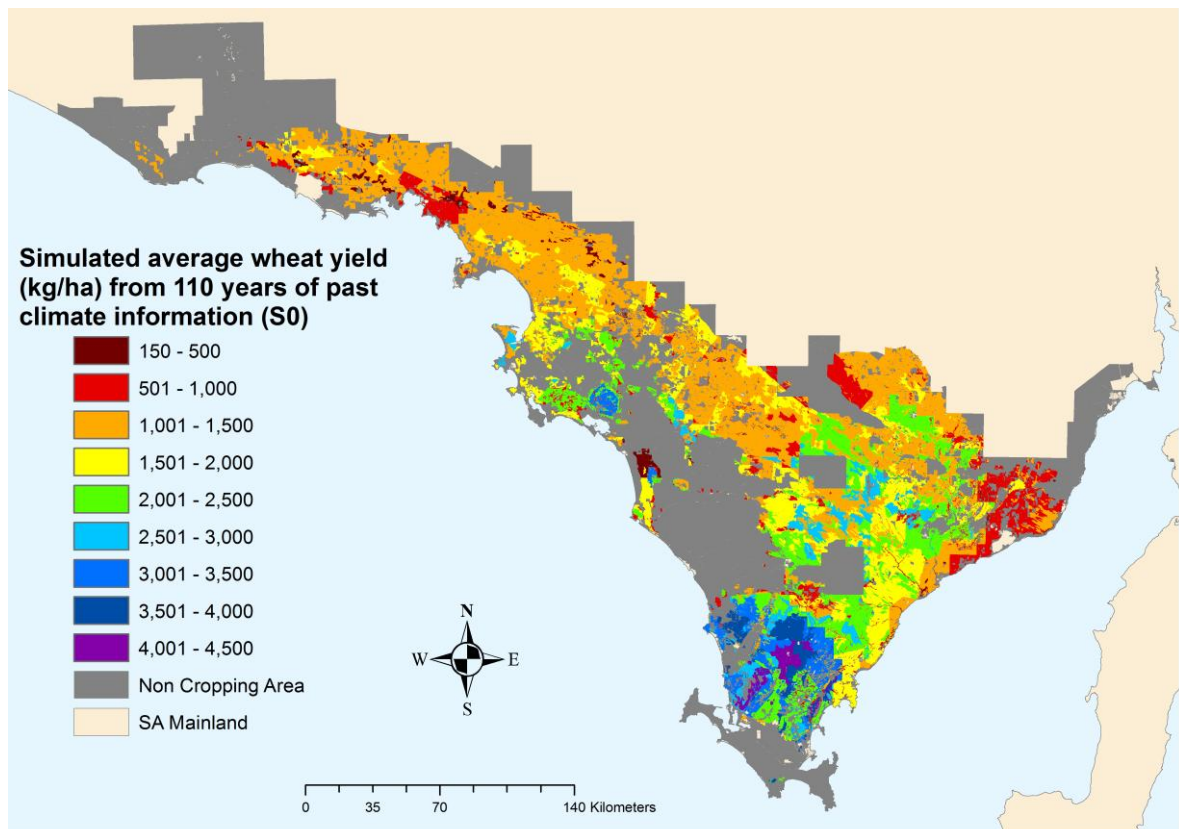 Simulated average wheat yield
(kg/ha) from 110 years of past
climate information (S0)
150 - 500
501 - 1,000
1,001 - 1,500
1,501 - 2,000
2,001 - 2,500
2,501 - 3,000
3,001 - 3,500
3,501 - 4,000
4,001 - 4,500
Non Cropping Area
SA Mainland
N
W E
S
0 35 70 140 Kilometers